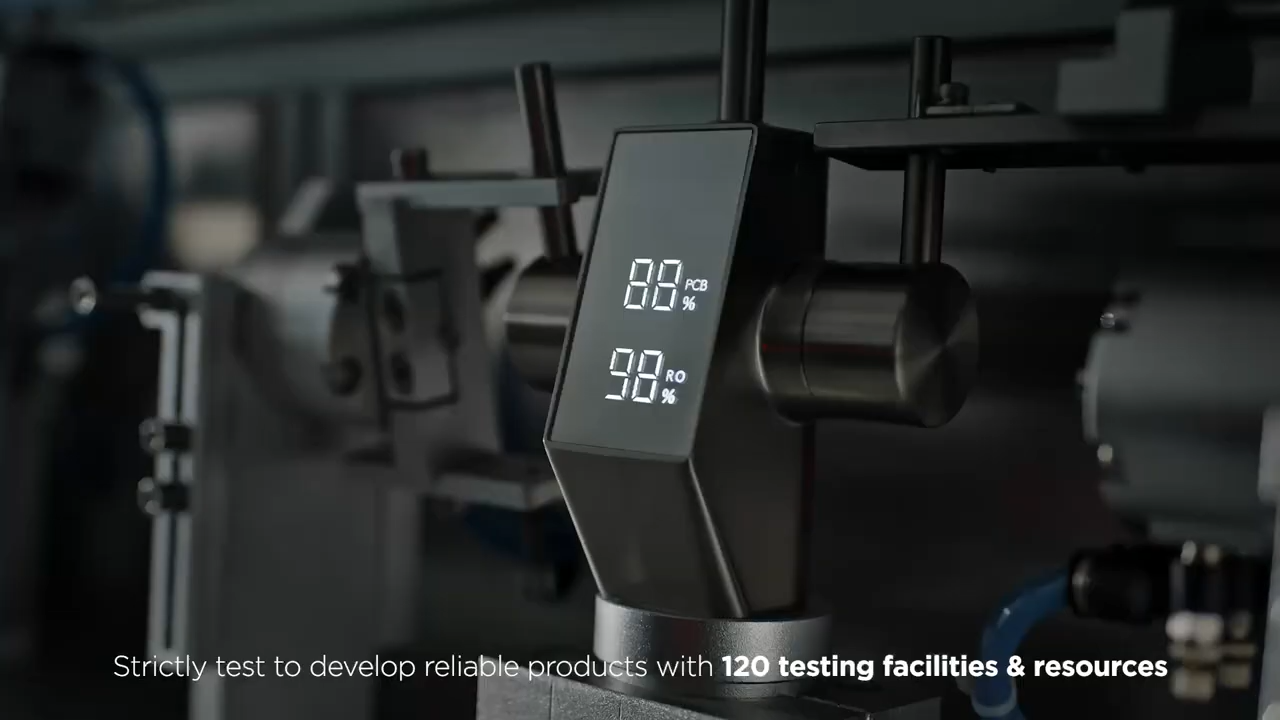 88 PCB
%
98 RO
%
Strictly test to develop reliable products with 120 testing facilities & resources